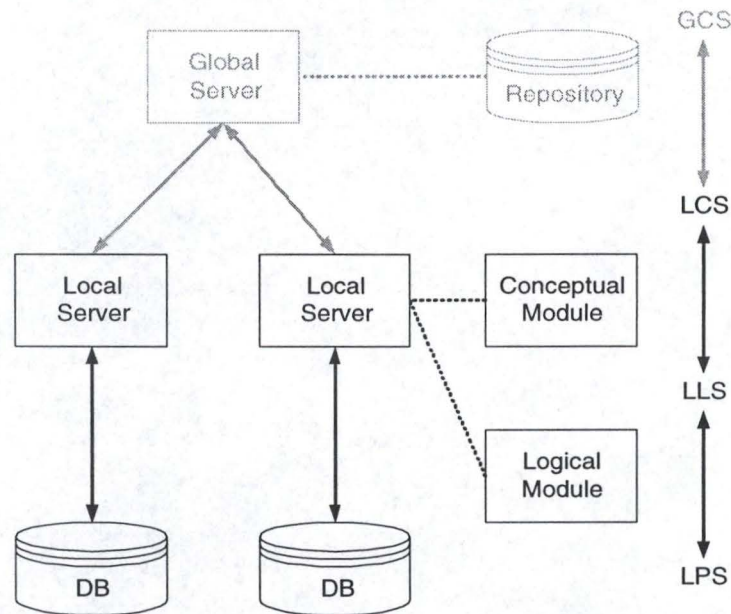 GCS
Global
Server
Repository
LCS
Local
Server
Local
Server
Conceptual
Module
LLS
Logical
Module
DB
DB
LPS